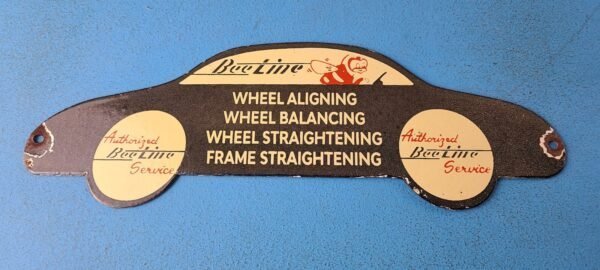 Bee Line
WHEEL ALIGNING
WHEEL BALANCING
WHEEL STRAIGHTENING
FRAME STRAIGHTENING
Authorized
Bee Line
Service
Authorized
Bee Line
Service